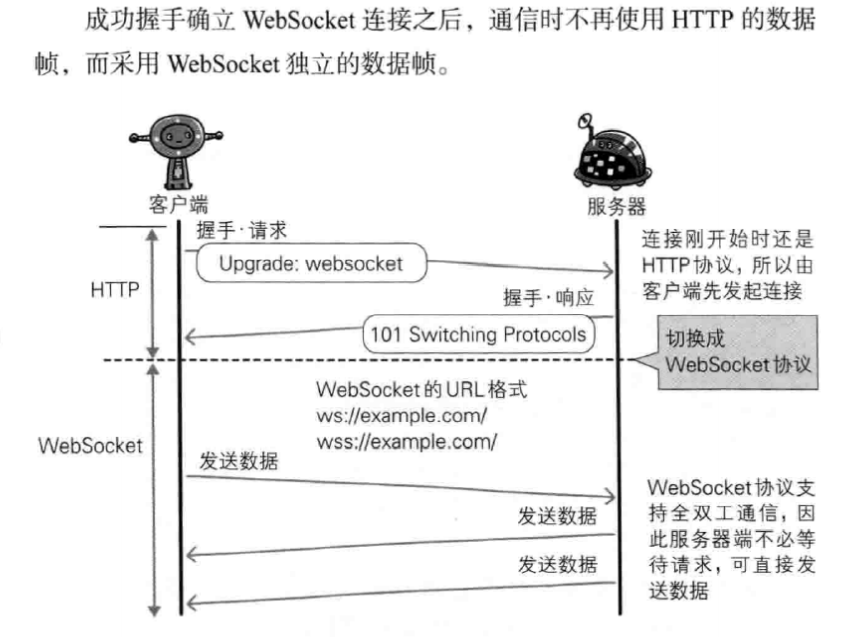 成功握手确立 WebSocket 连接之后，通信时不再使用 HTTP 的数据
帧，而采用 WebSocket 独立的数据帧。
客户端
服务器
握手·请求
Upgrade: websocket
连接刚开始时还是
HTTP协议，所以由
客户端先发起连接
HTTP
握手·响应
101 Switching Protocols
切换成
WebSocket协议
WebSocket的URL格式
ws://example.com/
wss://example.com/
WebSocket
发送数据
WebSocket协议支
持全双工通信，因
此服务器端不必等
待请求，可直接发
送数据
发送数据
发送数据